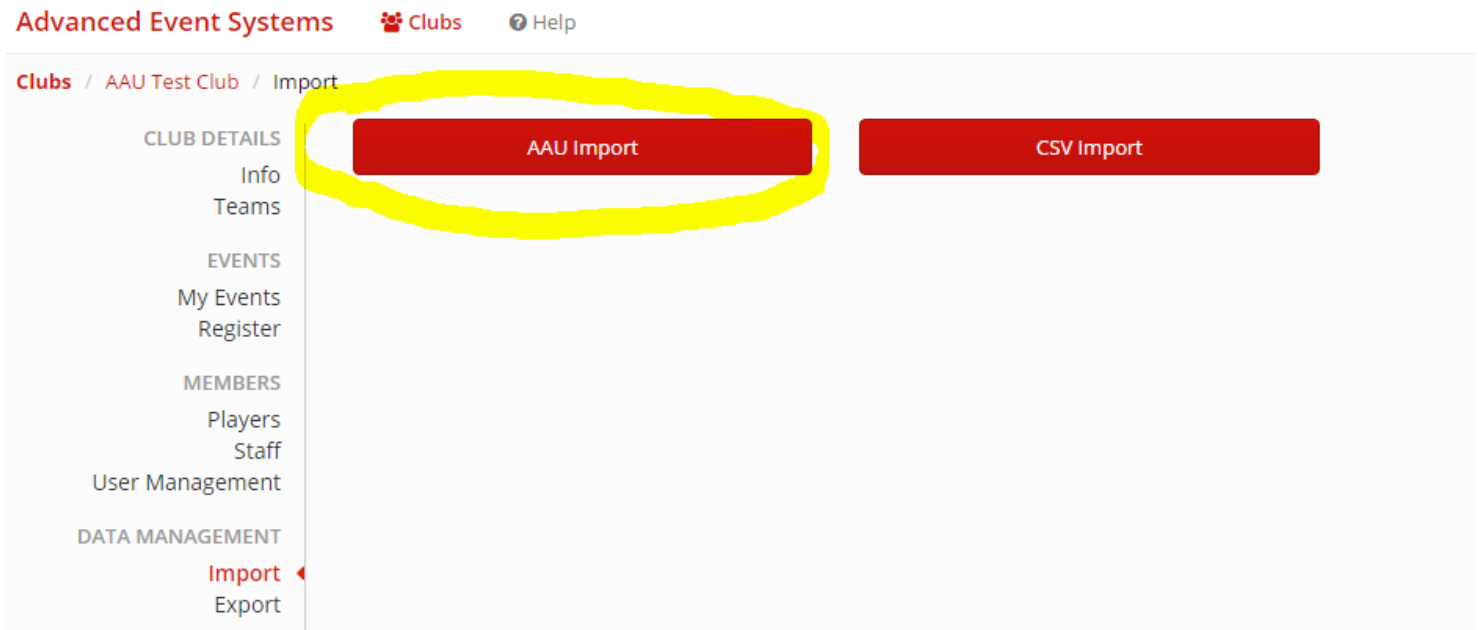 Advanced Event Systems Clubs Help
Clubs / AAU Test Club / Import
CLUB DETAILS
Info
Teams
EVENTS
My Events
Register
MEMBERS
Players
Staff
User Management
DATA MANAGEMENT
Import
Export
AAU Import
CSV Import